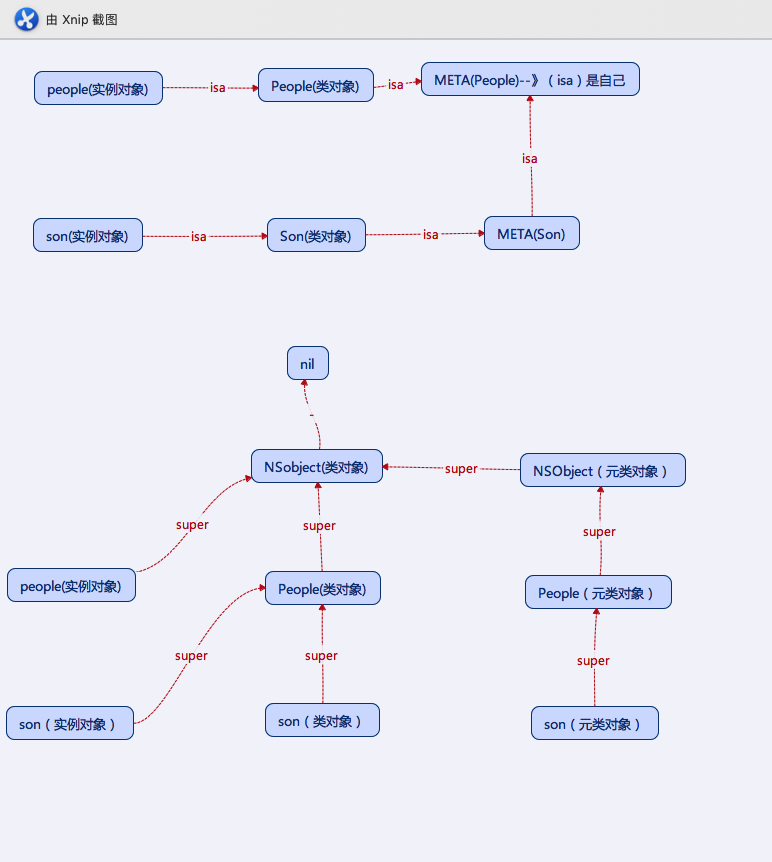 由 Xnip 截图
people(实例对象)
isa
People(类对象)
isa
META(People)--》（isa）是自己
isa
son(实例对象)
isa
Son(类对象)
isa
META(Son)
nil
NSobject(类对象)
super
NSObject（元类对象）
super
super
super
people(实例对象)
People(类对象)
People（元类对象）
super
super
super
son（实例对象）
son（类对象）
son（元类对象）